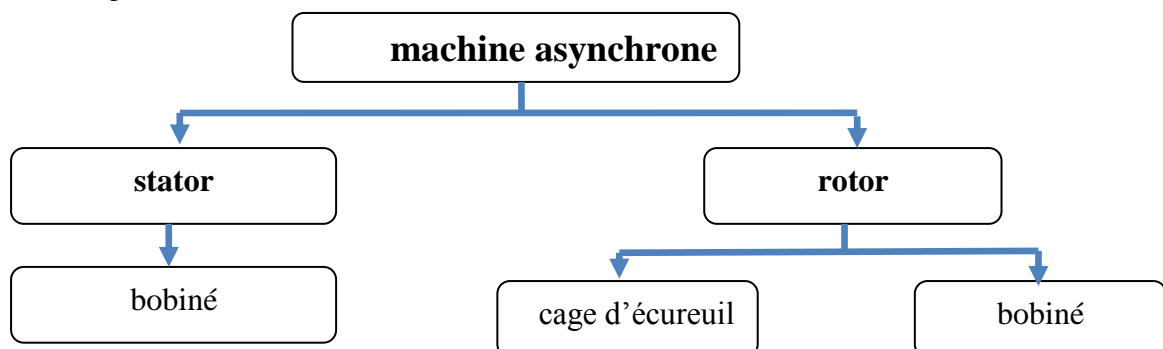 machine asynchrone
stator
rotor
bobiné
cage d’écureuil
bobiné